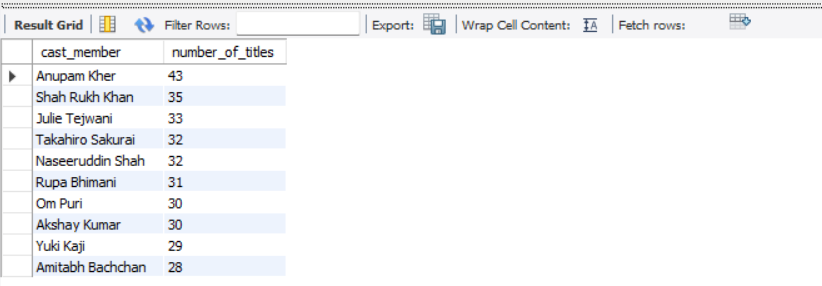 Result Grid Filter Rows: Export: Wrap Cell Content: Fetch rows:
cast_member number_of_titles
Anupam Kher 43
Shah Rukh Khan 35
Julie Tejwani 33
Takahiro Sakurai 32
Naseeruddin Shah 32
Rupa Bhimani 31
Om Puri 30
Akshay Kumar 30
Yuki Kaji 29
Amitabh Bachchan 28